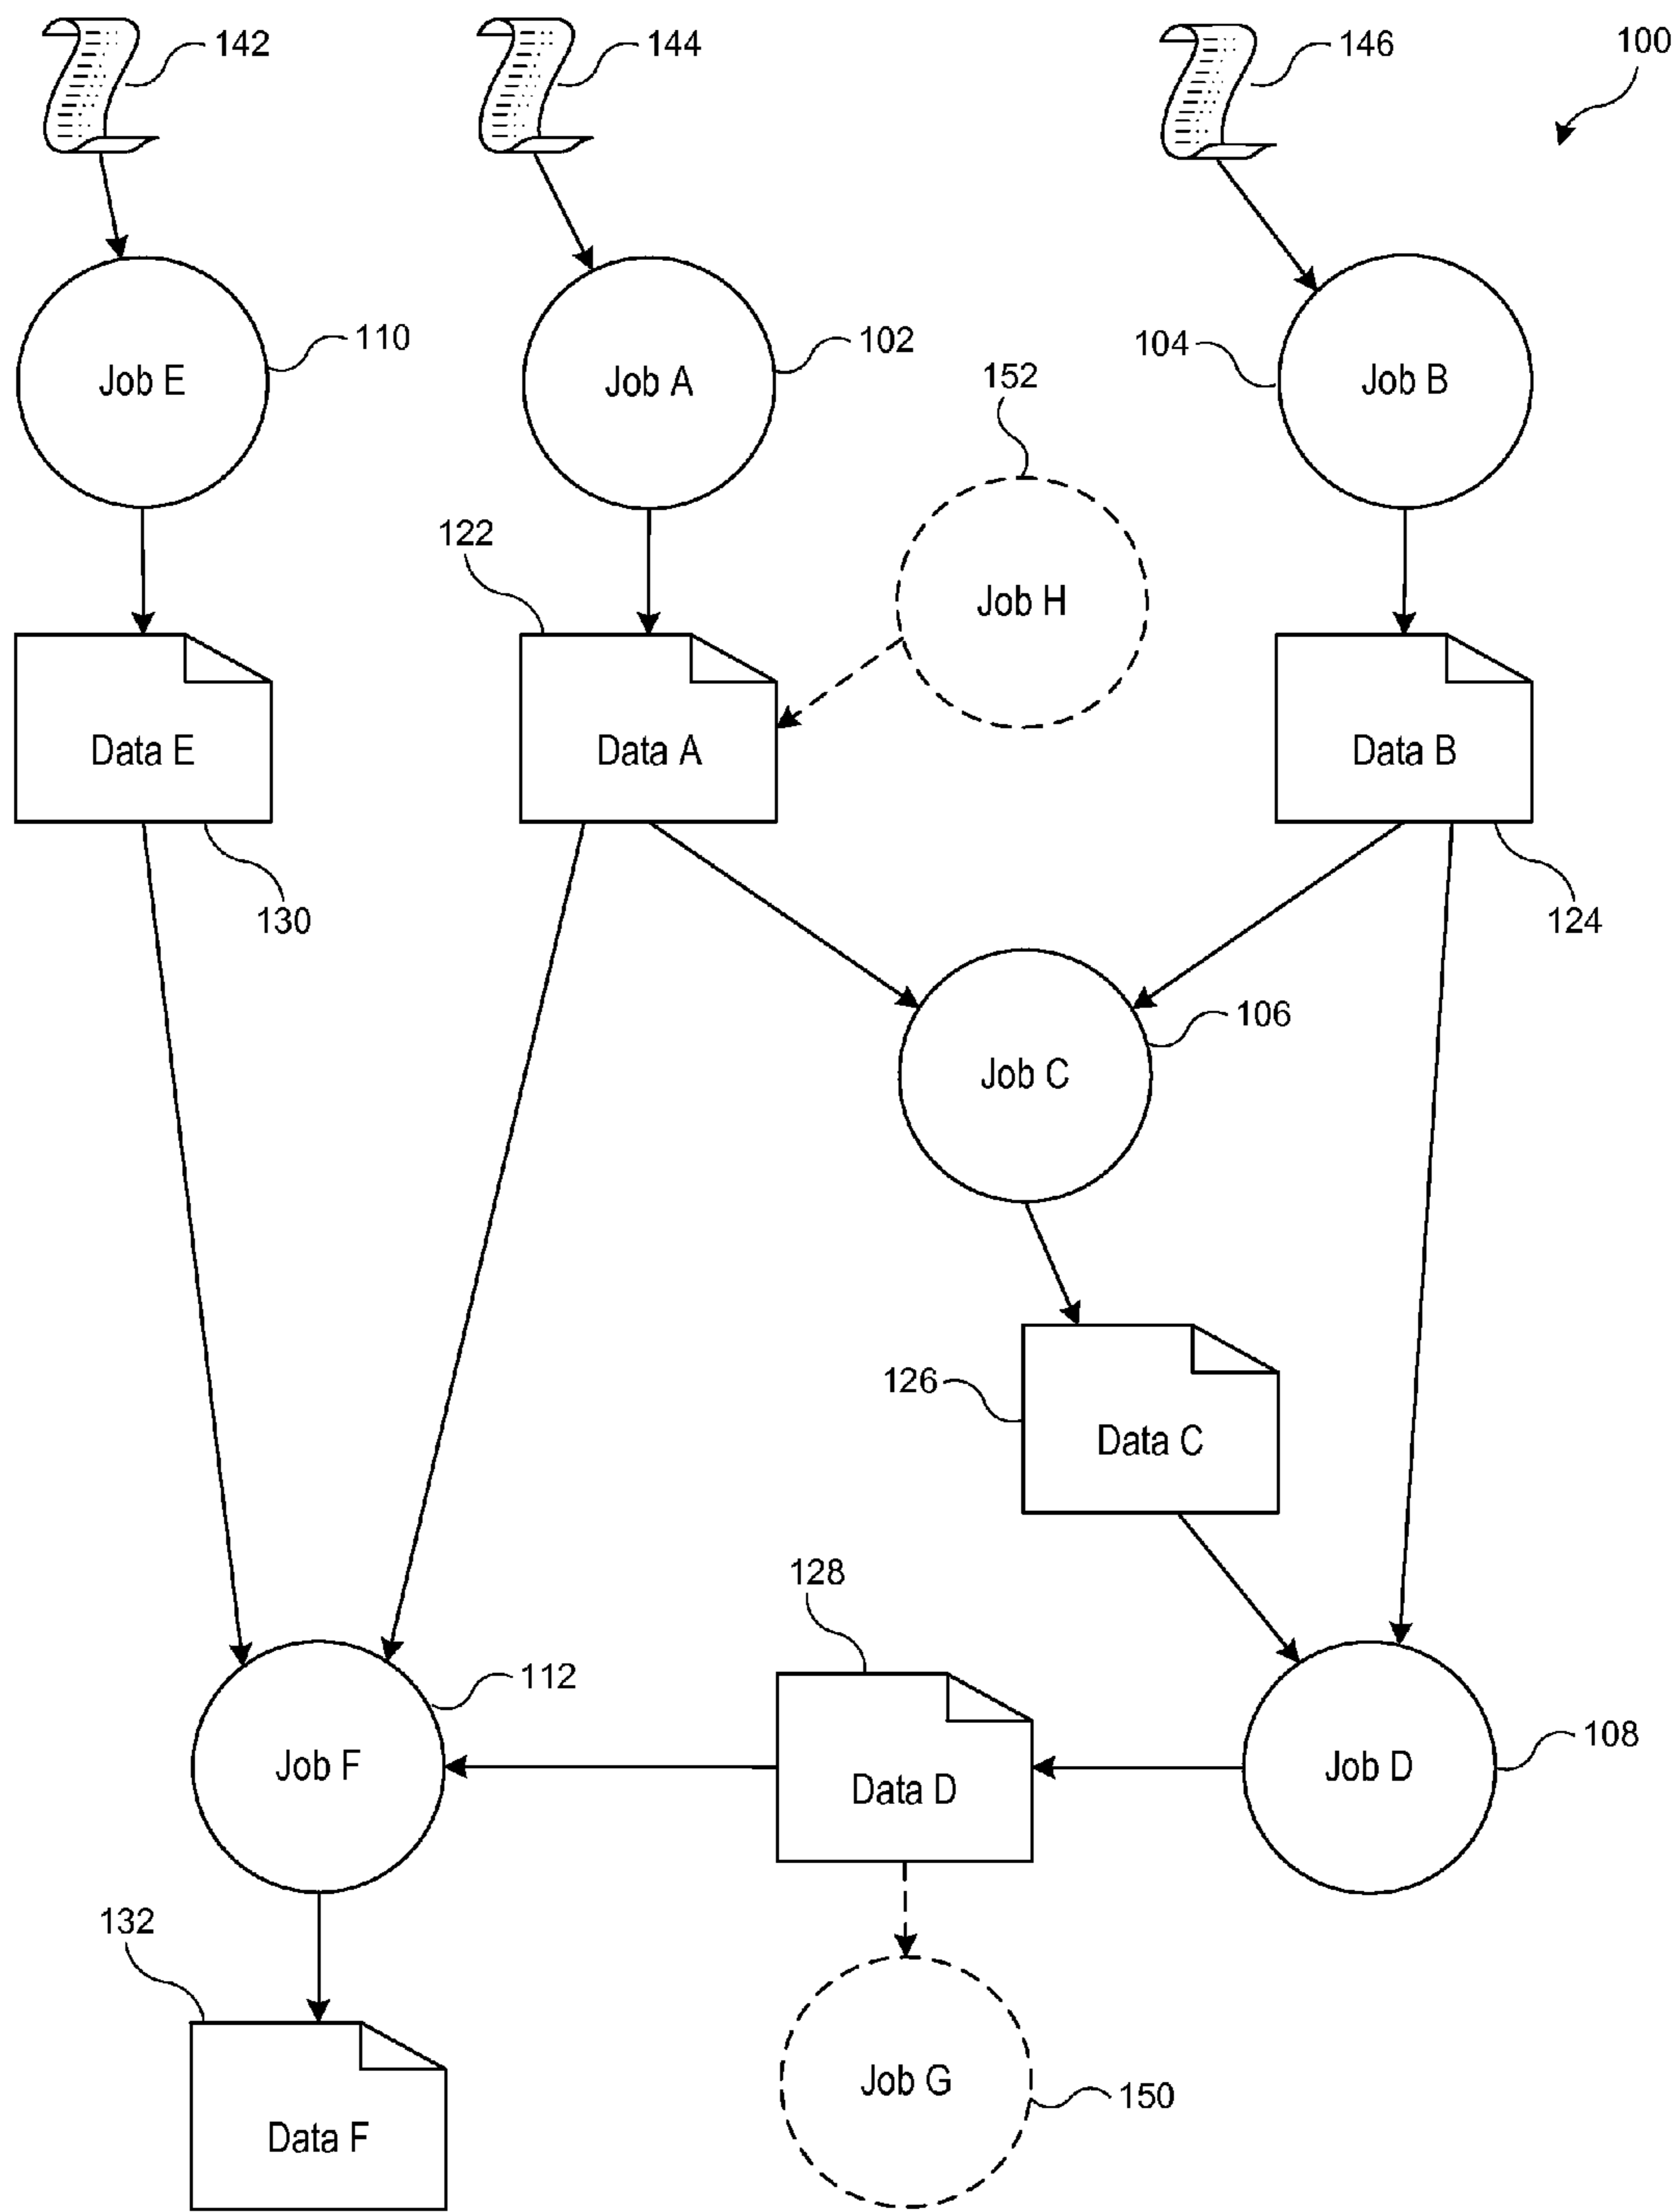 142
144
146
100
110
102
104
Job E
Job A
Job B
152
122
Job H
Data E
Data A
Data B
130
124
106
Job C
126
Data C
128
112
108
Job F
Data D
Job D
132
Job G
150
Data F